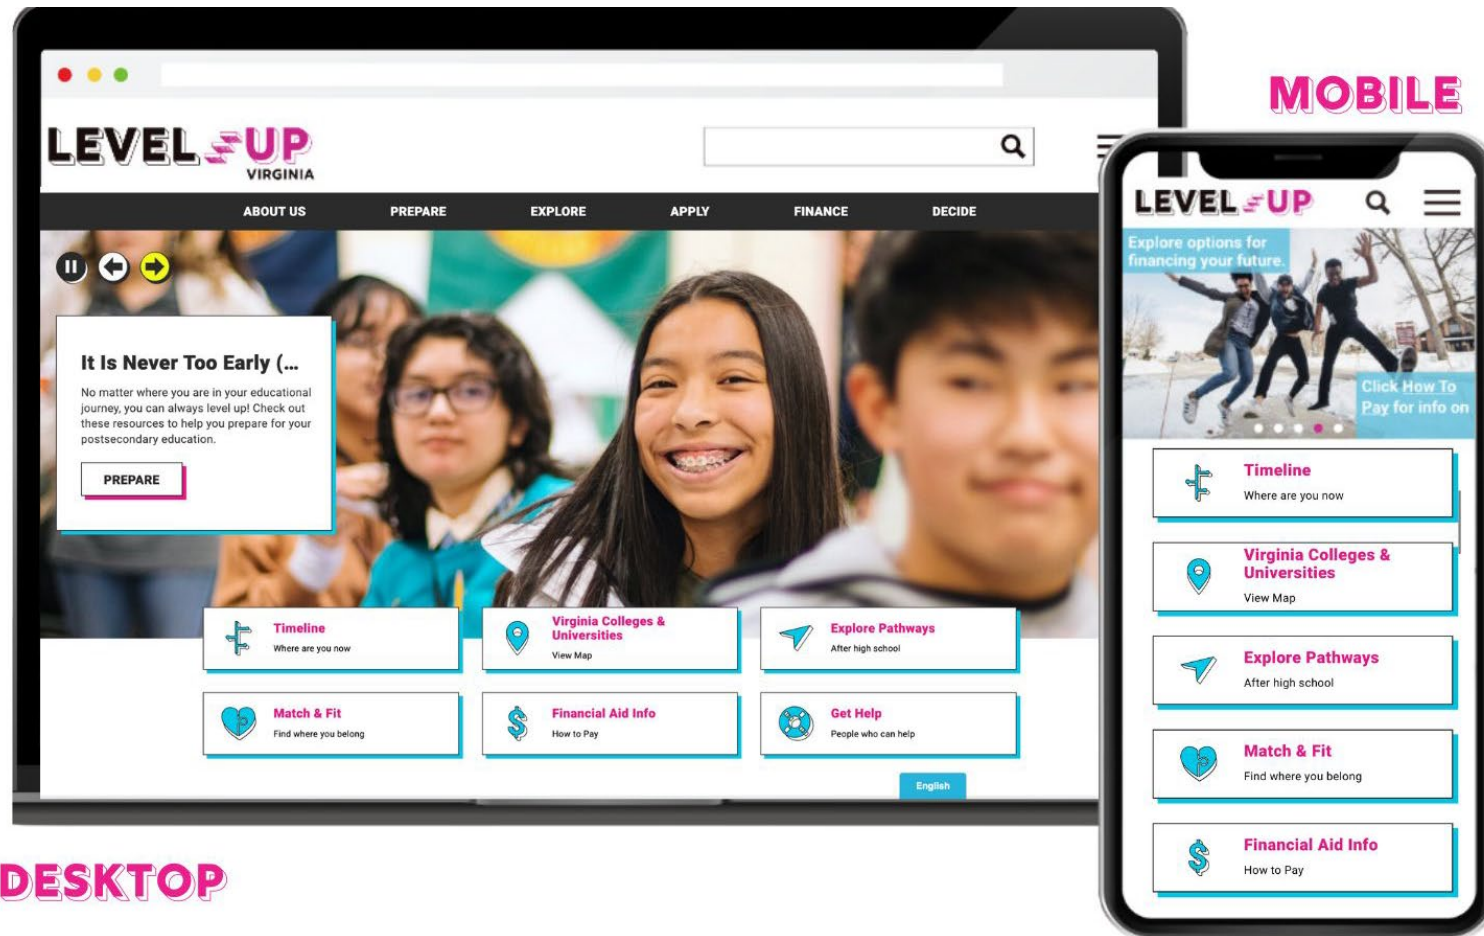 MOBILE
LEVEL UP
VIRGINIA
ABOUT US PREPARE EXPLORE APPLY FINANCE DECIDE
It Is Never Too Early (...
No matter where you are in your educational
journey, you can always level up! Check out
these resources to help you prepare for your
postsecondary education.
PREPARE
Timeline
Where are you now
Virginia Colleges &
Universities
View Map
Explore Pathways
After high school
Match & Fit
Find where you belong
Financial Aid Info
How to Pay
Get Help
People who can help
English
LEVEL UP
Explore options for
financing your future.
Click How To
Pay for info on
Timeline
Where are you now
Virginia Colleges &
Universities
View Map
Explore Pathways
After high school
Match & Fit
Find where you belong
Financial Aid Info
How to Pay
DESKTOP